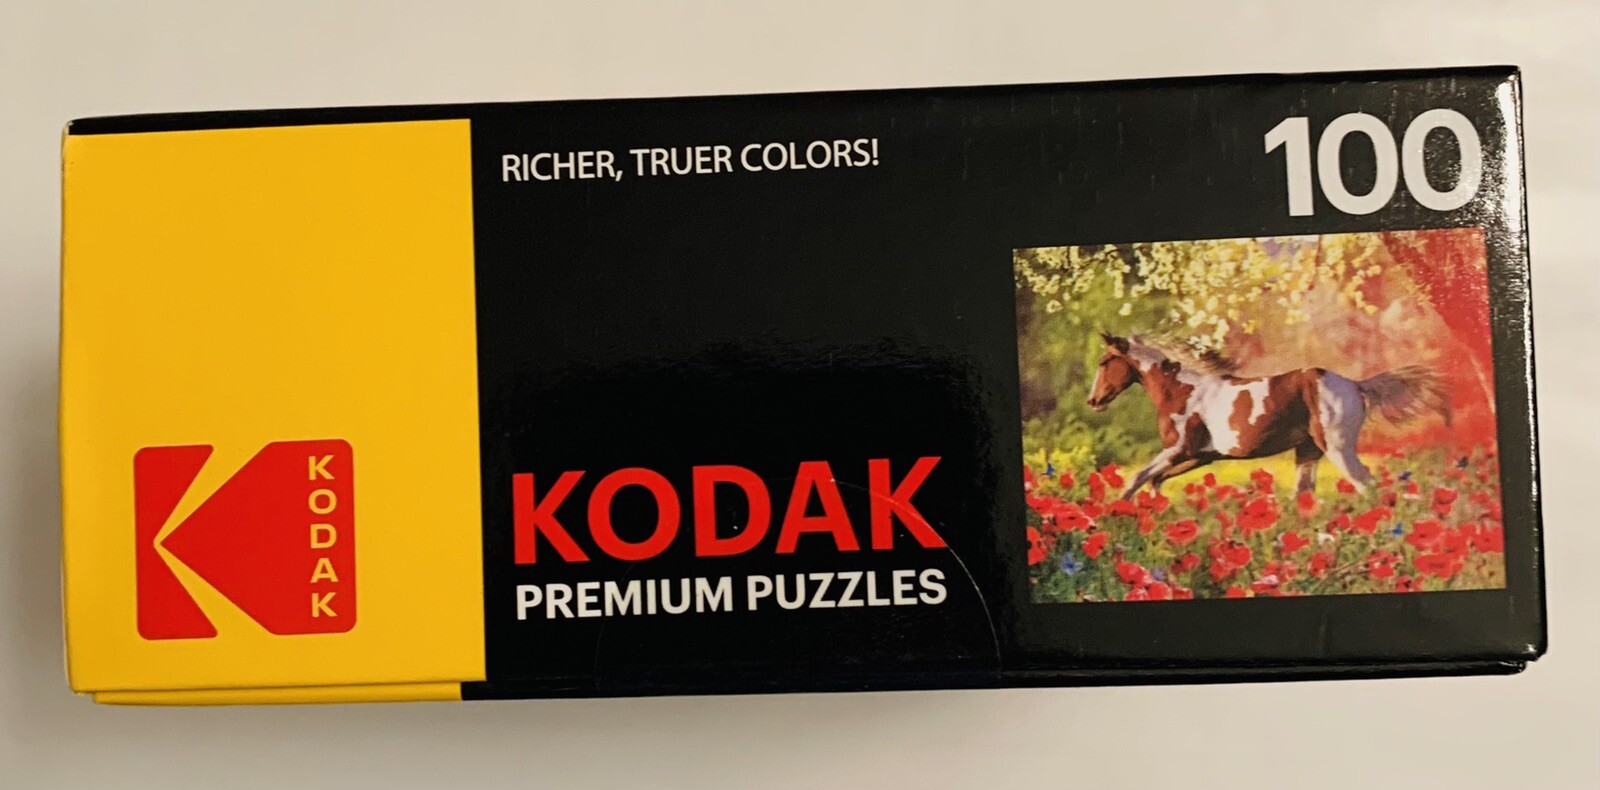 RICHER, TRUER COLORS!
100
KODAK
KODAK
PREMIUM PUZZLES